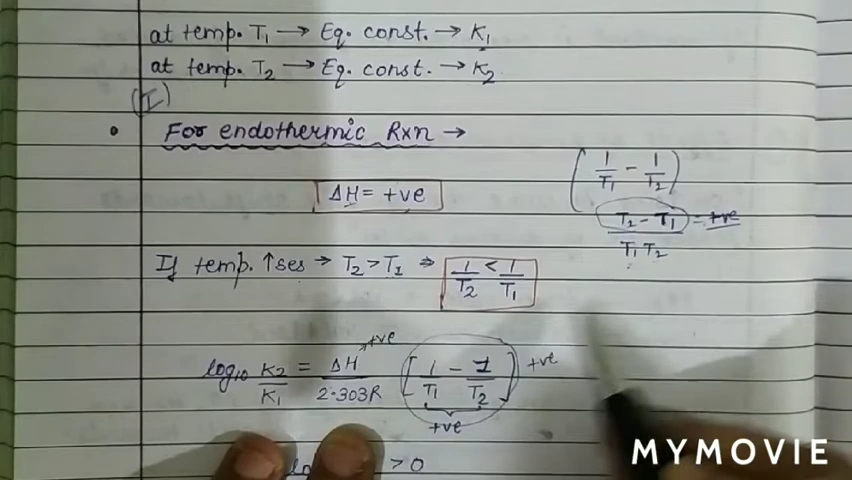 at temp. T₁ → Eq. const. → K₁
at temp. T₂ → Eq. const. → K₂
(I)
• For endothermic Rxn →
(1/T₁ - 1/T₂)
ΔH = +ve
(T₂ - T₁)/(T₁T₂) = +ve
If temp. ↑ses → T₂ > T₁ ⇒ 1/T₂ < 1/T₁
log₁₀ K₂/K₁ = ΔH/2.303R [1/T₁ - 1/T₂] +ve
+ve
+ve
> 0
MYMOVIE